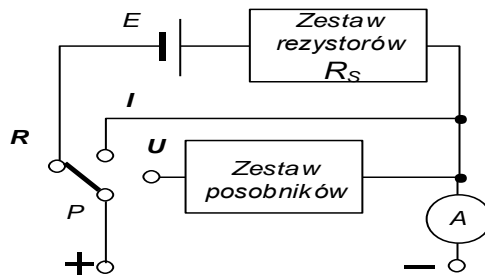 E
Zestaw
rezystorów
R_S
I
R
U
Zestaw
posobników
P
A
+
−